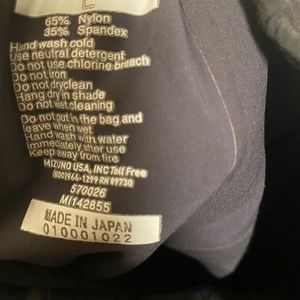 L
65% Nylon
35% Spandex
Hand wash cold
Use neutral detergent
Do not use chlorine breach
Do not iron
Do not dryclean
Hang dry in shade
Do not wet cleaning
Do not put in the bag and
leave when wet
Hand wash with water
immediately after use
Keep away from fire
MIZUNO USA, INC Toll Free
(800)966-1299 RN 89730
570026
MI142855
MADE IN JAPAN
010001022